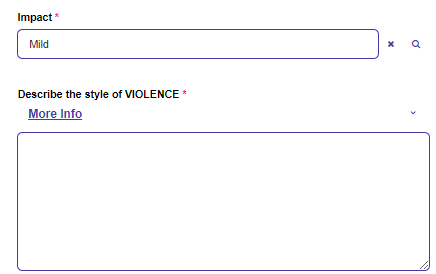 Impact *
Mild
Describe the style of VIOLENCE *
More Info